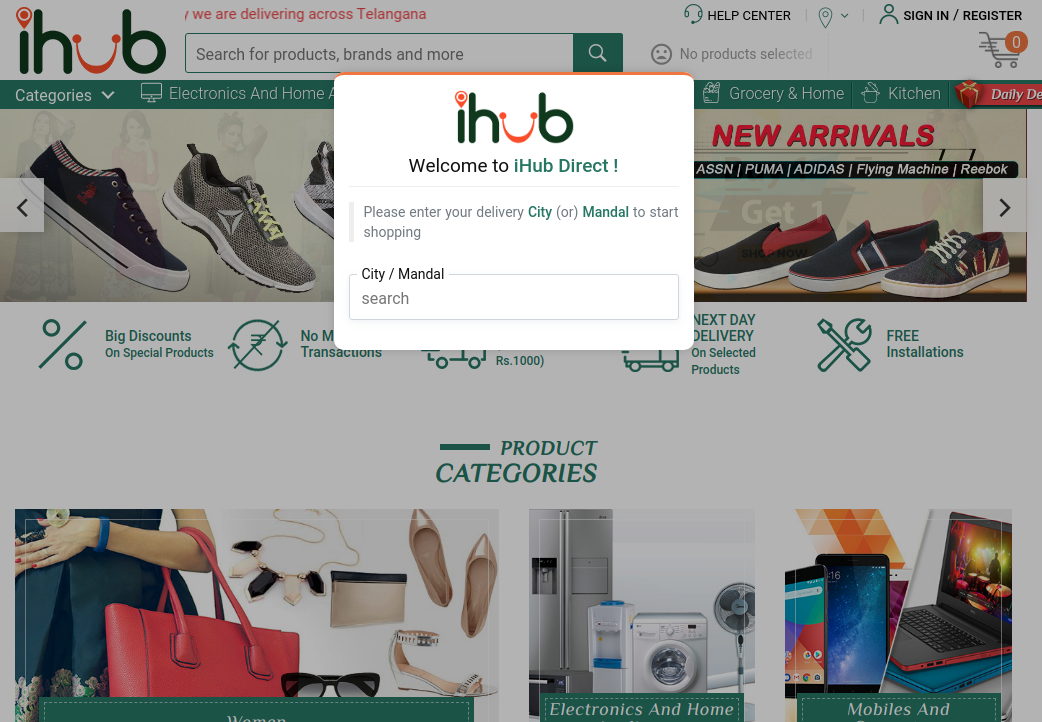 y we are delivering across Telangana
HELP CENTER
SIGN IN / REGISTER
ihub
Search for products, brands and more
No products selected
0
Categories
Electronics And Home A
Grocery & Home
Kitchen
Daily De
ihub
Welcome to iHub Direct !
Please enter your delivery City (or) Mandal to start
shopping
City / Mandal
search
NEW ARRIVALS
ASSN | PUMA | ADIDAS | Flying Machine | Reebok
Get 1
SHOP NOW
Big Discounts
On Special Products
No M
Transactions
Rs.1000)
NEXT DAY
DELIVERY
On Selected
Products
FREE
Installations
PRODUCT
CATEGORIES
Women
Electronics And Home
Mobiles And